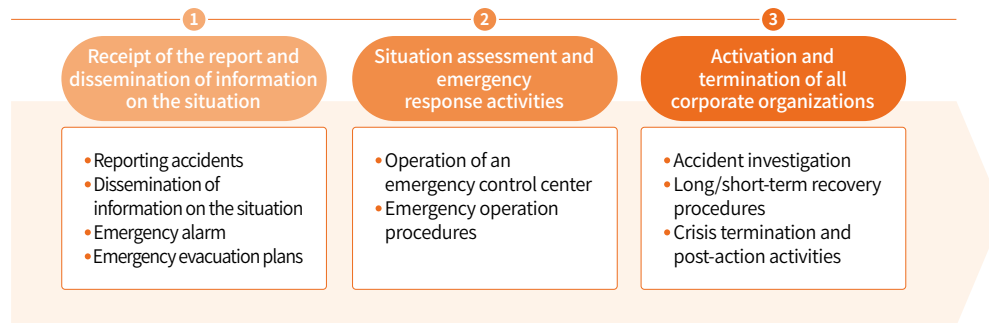 1
Receipt of the report and
dissemination of information
on the situation
• Reporting accidents
• Dissemination of
information on the situation
• Emergency alarm
• Emergency evacuation plans
2
Situation assessment and
emergency
response activities
• Operation of an
emergency control center
• Emergency operation
procedures
3
Activation and
termination of all
corporate organizations
• Accident investigation
• Long/short-term recovery
procedures
• Crisis termination and
post-action activities